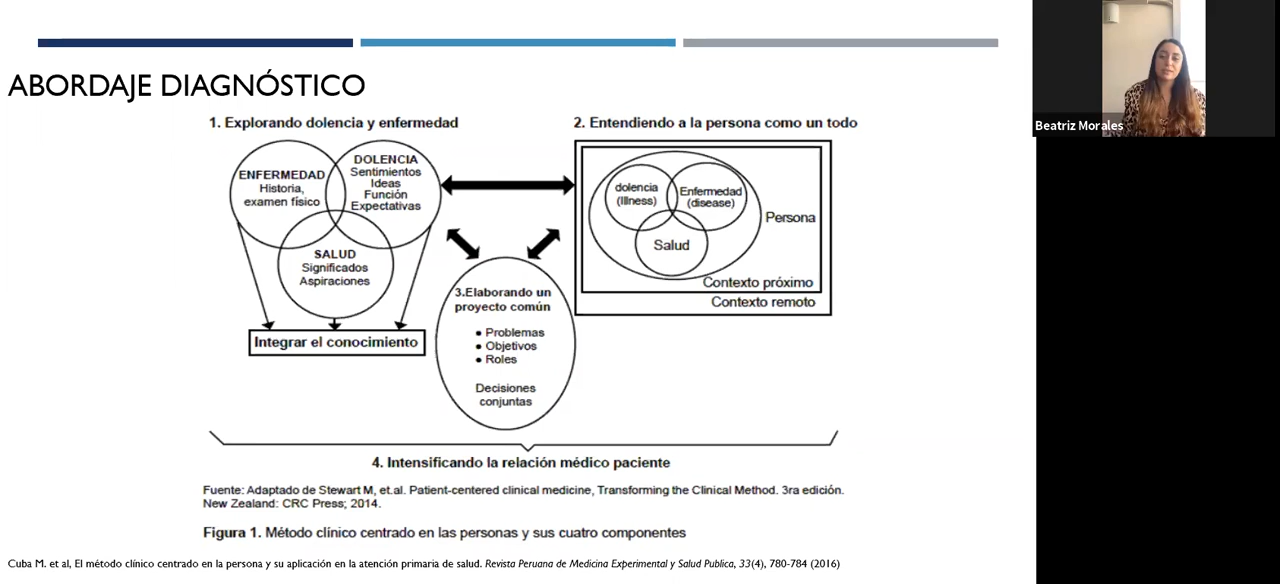 ABORDAJE DIAGNÓSTICO
1. Explorando dolencia y enfermedad
ENFERMEDAD
Historia,
examen físico
DOLENCIA
Sentimientos
Ideas
Función
Expectativas
SALUD
Significados
Aspiraciones
Integrar el conocimiento
2. Entendiendo a la persona como un todo
dolencia
(Illness)
Enfermedad
(disease)
Salud
Persona
Contexto próximo
Contexto remoto
3.Elaborando un
proyecto común
• Problemas
• Objetivos
• Roles
Decisiones
conjuntas
4. Intensificando la relación médico paciente
Fuente: Adaptado de Stewart M, et.al. Patient-centered clinical medicine, Transforming the Clinical Method. 3ra edición.
New Zealand: CRC Press; 2014.
Figura 1. Método clínico centrado en las personas y sus cuatro componentes
Cuba M. et al, El método clínico centrado en la persona y su aplicación en la atención primaria de salud. Revista Peruana de Medicina Experimental y Salud Publica, 33(4), 780-784 (2016)
Beatriz Morales